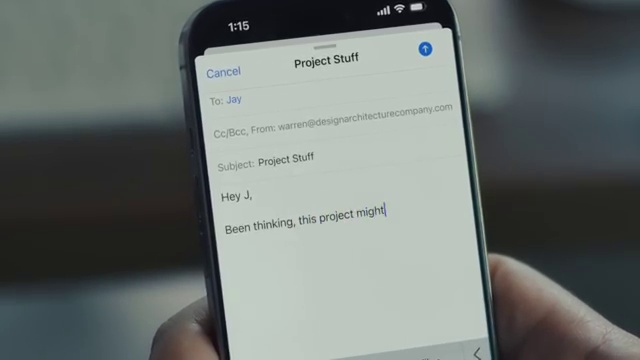 1:15
Cancel
Project Stuff
To: Jay
Cc/Bcc, From: warren@designarchitecturecompany.com
Subject: Project Stuff
Hey J,
Been thinking, this project might